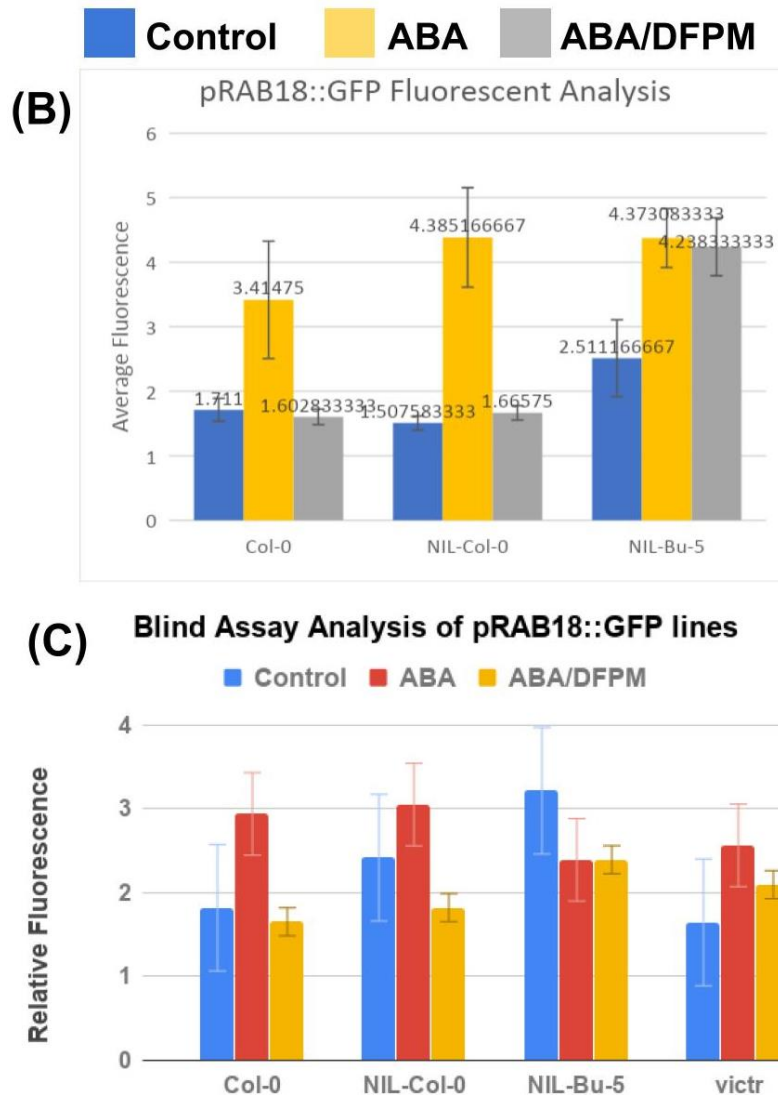 Control ABA ABA/DFPM
(B)
pRAB18::GFP Fluorescent Analysis
Average Fluorescence
6
5
4
3
2
1
0
1.711
3.41475
1.602833333
1.507583333
4.385166667
1.66575
2.511166667
4.373083333
4.238333333
Col-0 NIL-Col-0 NIL-Bu-5
(C)
Blind Assay Analysis of pRAB18::GFP lines
Control ABA ABA/DFPM
Relative Fluorescence
4
3
2
1
0
Col-0 NIL-Col-0 NIL-Bu-5 victr